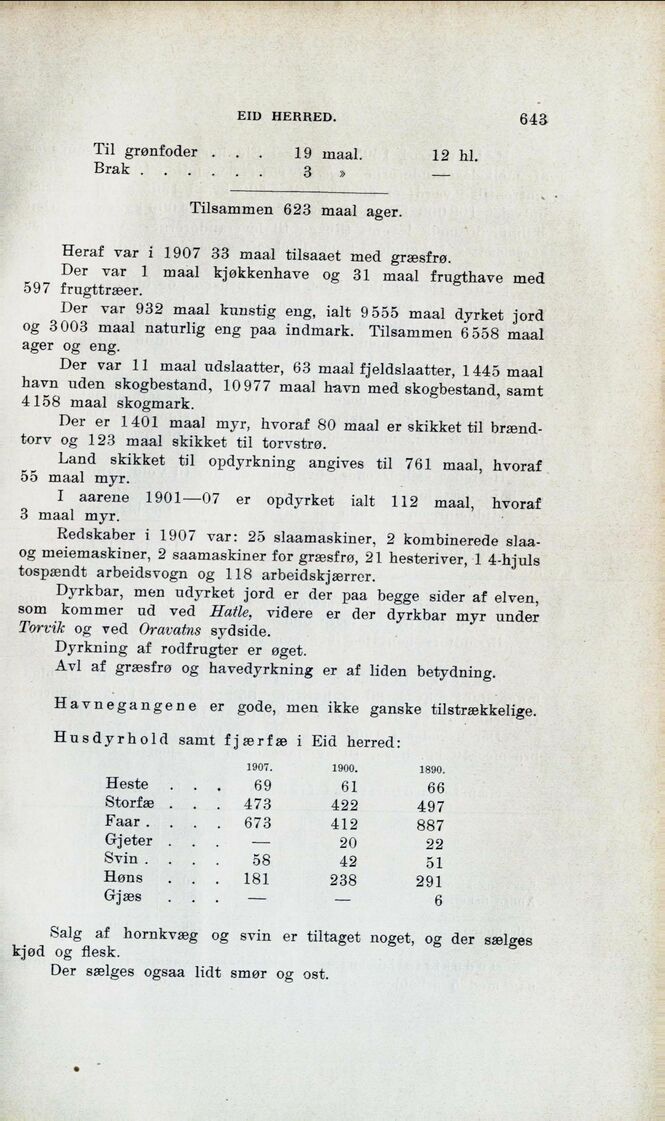 EID HERRED. 643
Til grønfoder . . . 19 maal. 12 hl.
Brak . . . . . . 3 » —
Tilsammen 623 maal ager.
Heraf var i 1907 33 maal tilsaaet med græsfrø.
Der var 1 maal kjøkkenhave og 31 maal frugthave med
597 frugttræer.
Der var 932 maal kunstig eng, ialt 9555 maal dyrket jord
og 3003 maal naturlig eng paa indmark. Tilsammen 6558 maal
ager og eng.
Der var 11 maal udslaatter, 63 maal fjeldslaatter, 1445 maal
havn uden skogbestand, 10977 maal havn med skogbestand, samt
4158 maal skogmark.
Der er 1401 maal myr, hvoraf 80 maal er skikket til brænd-
torv og 123 maal skikket til torvstrø.
Land skikket til opdyrkning angives til 761 maal, hvoraf
55 maal myr.
I aarene 1901—07 er opdyrket ialt 112 maal, hvoraf
3 maal myr.
Redskaber i 1907 var: 25 slaamaskiner, 2 kombinerede slaa-
og meiemaskiner, 2 saamaskiner for græsfrø, 21 hesteriver, 1 4-hjuls
tospændt arbeidsvogn og 118 arbeidskjærrer.
Dyrkbar, men udyrket jord er der paa begge sider af elven,
som kommer ud ved Hatle, videre er der dyrkbar myr under
Torvik og ved Oravatns sydside.
Dyrkning af rodfrugter er øget.
Avl af græsfrø og havedyrkning er af liden betydning.
Havnegangene er gode, men ikke ganske tilstrækkelige.
Husdyrhold samt fjærfæ i Eid herred:
1907. 1900. 1890.
Heste . . . 69 61 66
Storfæ . . . 473 422 497
Faar . . . . 673 412 887
Gjeter . . . — 20 22
Svin . . . . 58 42 51
Høns . . . 181 238 291
Gjæs . . . — — 6
Salg af hornkvæg og svin er tiltaget noget, og der sælges
kjød og flesk.
Der sælges ogsaa lidt smør og ost.